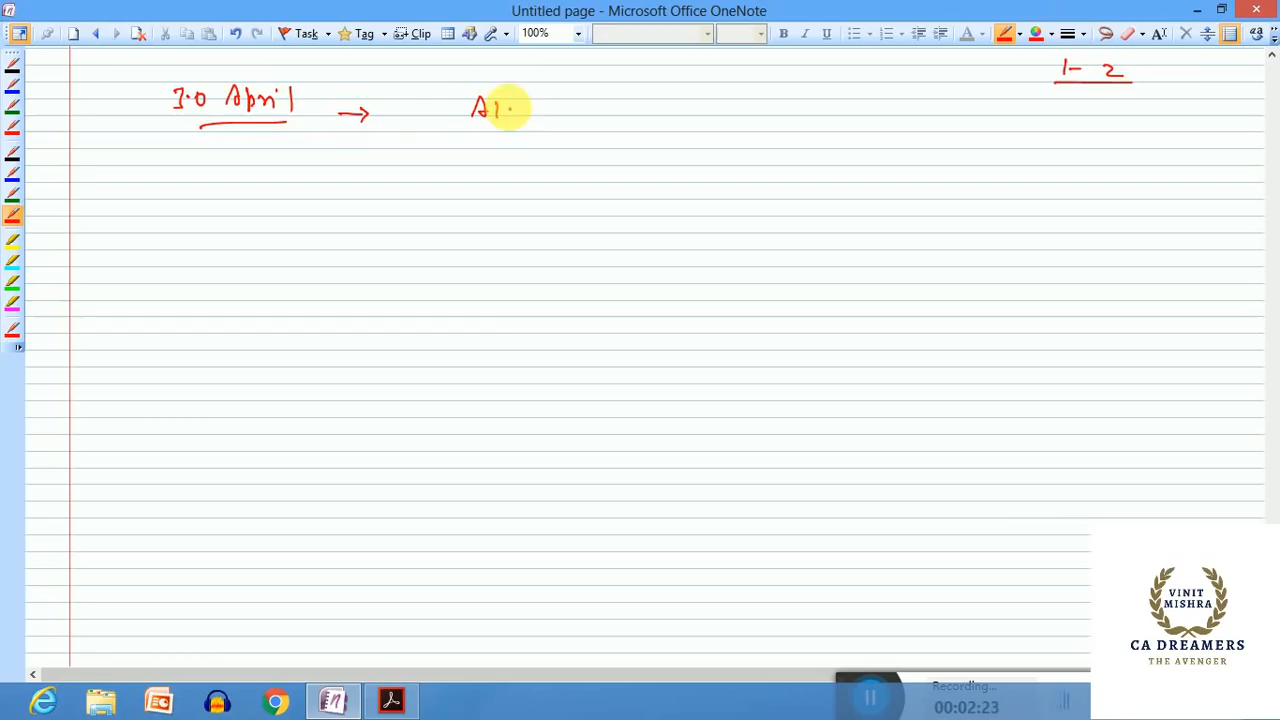 Untitled page - Microsoft Office OneNote
Task Tag Clip 100% B I U
1- 2
30 April →
VINIT
MISHRA
CA DREAMERS
THE AVENGER
Recording...
00:02:23